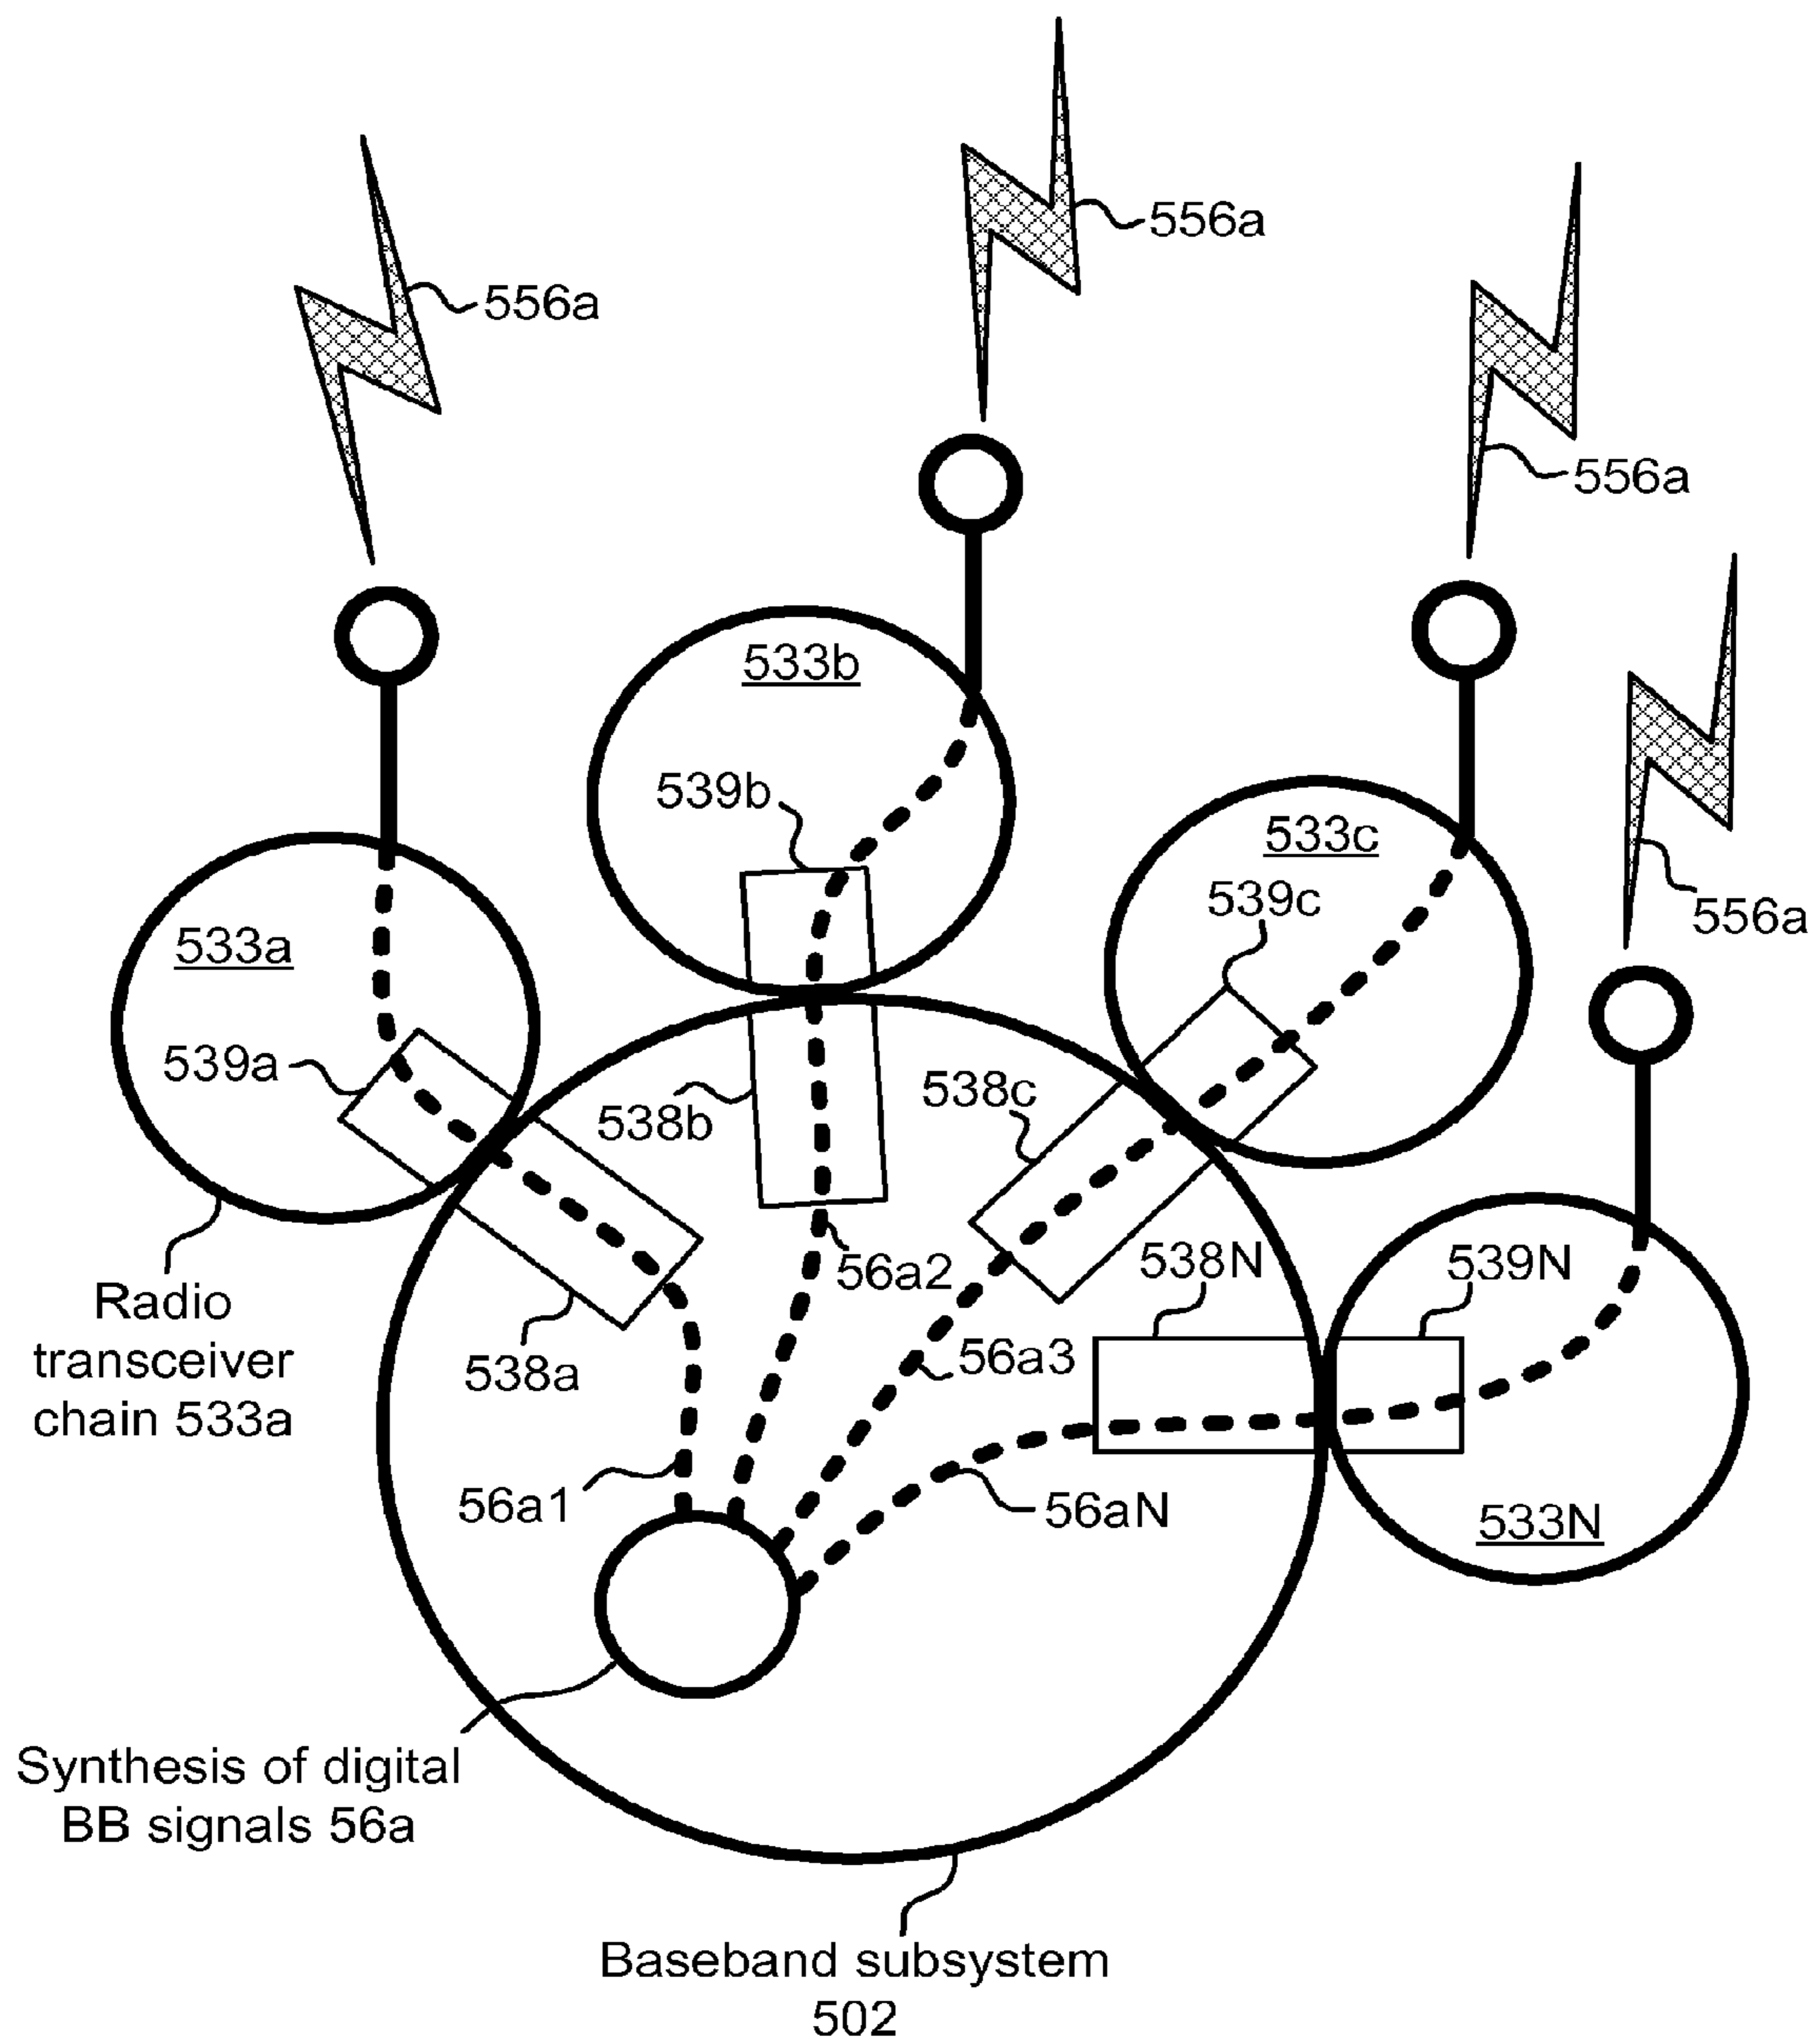 556a
556a
556a
556a
533b
539b
533c
539c
533a
539a
538b
538c
Radio
transceiver
chain 533a
538a
56a2
538N
539N
56a3
56a1
56aN
533N
Synthesis of digital
BB signals 56a
Baseband subsystem
502